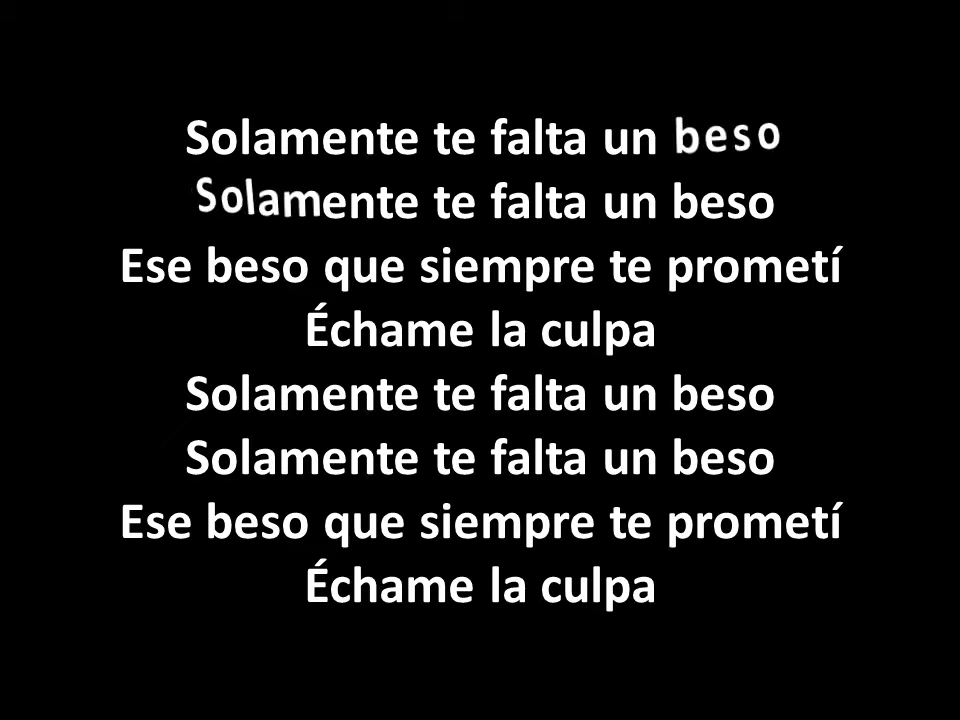 Solamente te falta un beso
Solamente te falta un beso
Ese beso que siempre te prometí
Échame la culpa
Solamente te falta un beso
Solamente te falta un beso
Ese beso que siempre te prometí
Échame la culpa